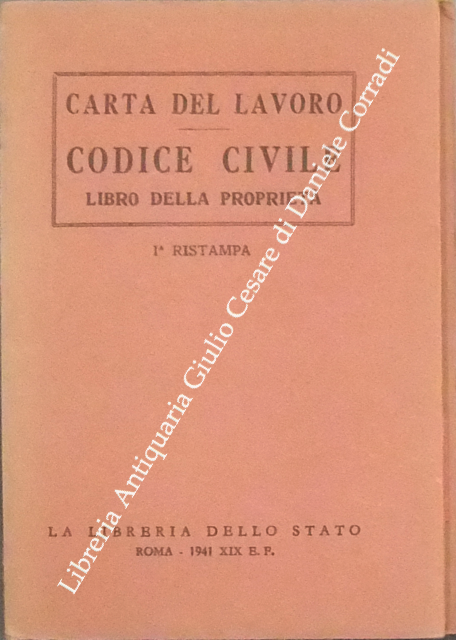 CARTA DEL LAVORO
CODICE CIVILE
LIBRO DELLA PROPRIETÀ
Iª RISTAMPA
LA LIBRERIA DELLO STATO
ROMA - 1941 XIX E. F.
Libreria Antiquaria Giulio Cesare di Daniele Corradi